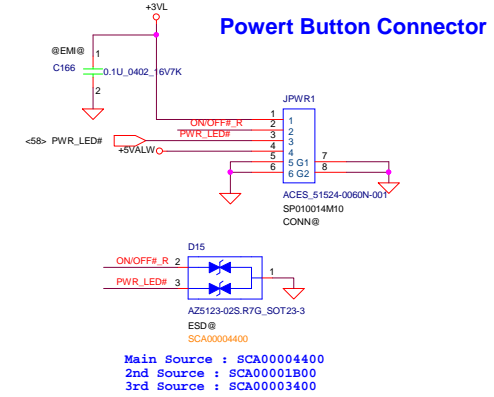 +3VL
Powert Button Connector
@EMI@
1
C166
0.1U_0402_16V7K
2
JPWR1
1 1
ON/OFF#_R 2 2
PWR_LED# 3 3
<58> PWR_LED#
4 4
+5VALW
5 5 G1 7
6 6 G2 8
ACES_51524-0060N-001
SP010014M10
CONN@
D15
ON/OFF#_R 2
1
PWR_LED# 3
AZ5123-02S.R7G_SOT23-3
ESD@
SCA00004400
Main Source : SCA00004400
2nd Source : SCA00001B00
3rd Source : SCA00003400